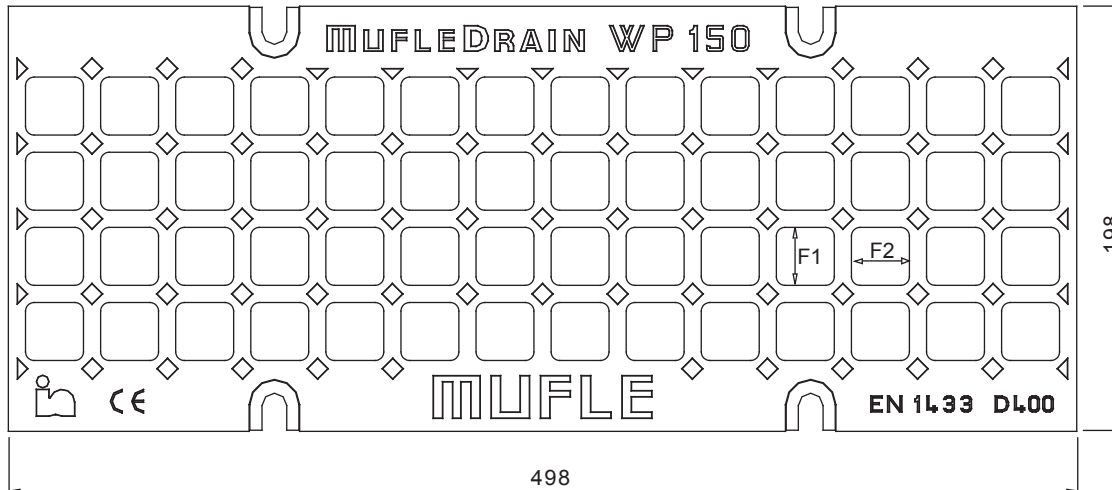 MUFLEDRAIN WP 150
198
F1
F2
MUFLE
CE
EN 1433 D400
498